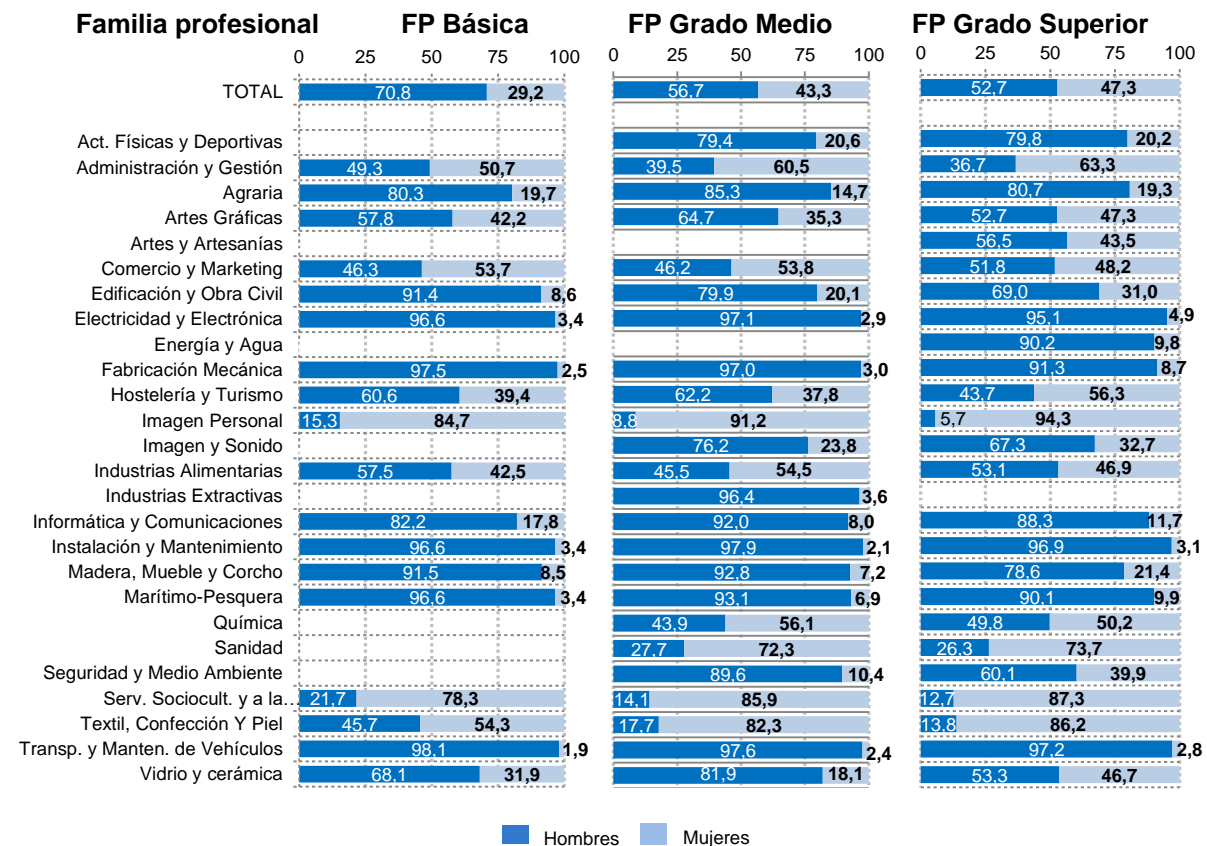 Familia profesional FP Básica FP Grado Medio FP Grado Superior
0 25 50 75 100 0 25 50 75 100 0 25 50 75 100
TOTAL 70,8 29,2 56,7 43,3 52,7 47,3
Act. Físicas y Deportivas 79,4 20,6 79,8 20,2
Administración y Gestión 49,3 50,7 39,5 60,5 36,7 63,3
Agraria 80,3 19,7 85,3 14,7 80,7 19,3
Artes Gráficas 57,8 42,2 64,7 35,3 52,7 47,3
Artes y Artesanías 56,5 43,5
Comercio y Marketing 46,3 53,7 46,2 53,8 51,8 48,2
Edificación y Obra Civil 91,4 8,6 79,9 20,1 69,0 31,0
Electricidad y Electrónica 96,6 3,4 97,1 2,9 95,1 4,9
Energía y Agua 90,2 9,8
Fabricación Mecánica 97,5 2,5 97,0 3,0 91,3 8,7
Hostelería y Turismo 60,6 39,4 62,2 37,8 43,7 56,3
Imagen Personal 15,3 84,7 8,8 91,2 5,7 94,3
Imagen y Sonido 76,2 23,8 67,3 32,7
Industrias Alimentarias 57,5 42,5 45,5 54,5 53,1 46,9
Industrias Extractivas 96,4 3,6
Informática y Comunicaciones 82,2 17,8 92,0 8,0 88,3 11,7
Instalación y Mantenimiento 96,6 3,4 97,9 2,1 96,9 3,1
Madera, Mueble y Corcho 91,5 8,5 92,8 7,2 78,6 21,4
Marítimo-Pesquera 96,6 3,4 93,1 6,9 90,1 9,9
Química 43,9 56,1 49,8 50,2
Sanidad 27,7 72,3 26,3 73,7
Seguridad y Medio Ambiente 89,6 10,4 60,1 39,9
Serv. Sociocult. y a la… 21,7 78,3 14,1 85,9 12,7 87,3
Textil, Confección Y Piel 45,7 54,3 17,7 82,3 13,8 86,2
Transp. y Manten. de Vehículos 98,1 1,9 97,6 2,4 97,2 2,8
Vidrio y cerámica 68,1 31,9 81,9 18,1 53,3 46,7
Hombres Mujeres